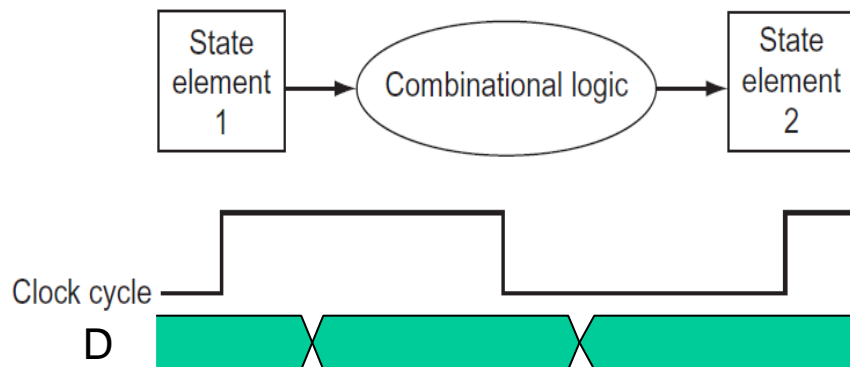 State
element
1
Combinational logic
State
element
2
Clock cycle
D